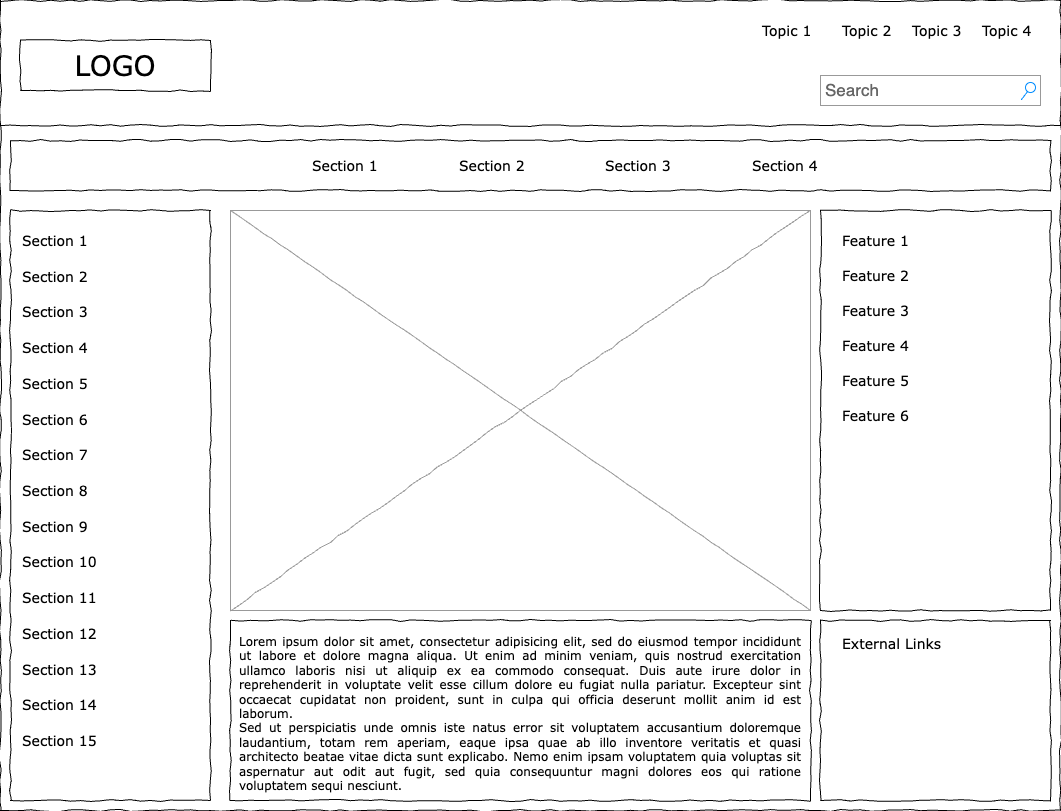 Topic 1 Topic 2 Topic 3 Topic 4
LOGO
Search
Section 1 Section 2 Section 3 Section 4
Section 1
Section 2
Section 3
Section 4
Section 5
Section 6
Section 7
Section 8
Section 9
Section 10
Section 11
Section 12
Section 13
Section 14
Section 15
Lorem ipsum dolor sit amet, consectetur adipisicing elit, sed do eiusmod tempor incididunt
ut labore et dolore magna aliqua. Ut enim ad minim veniam, quis nostrud exercitation
ullamco laboris nisi ut aliquip ex ea commodo consequat. Duis aute irure dolor in
reprehenderit in voluptate velit esse cillum dolore eu fugiat nulla pariatur. Excepteur sint
occaecat cupidatat non proident, sunt in culpa qui officia deserunt mollit anim id est
laborum.
Sed ut perspiciatis unde omnis iste natus error sit voluptatem accusantium doloremque
laudantium, totam rem aperiam, eaque ipsa quae ab illo inventore veritatis et quasi
architecto beatae vitae dicta sunt explicabo. Nemo enim ipsam voluptatem quia voluptas sit
aspernatur aut odit aut fugit, sed quia consequuntur magni dolores eos qui ratione
voluptatem sequi nesciunt.
Feature 1
Feature 2
Feature 3
Feature 4
Feature 5
Feature 6
External Links